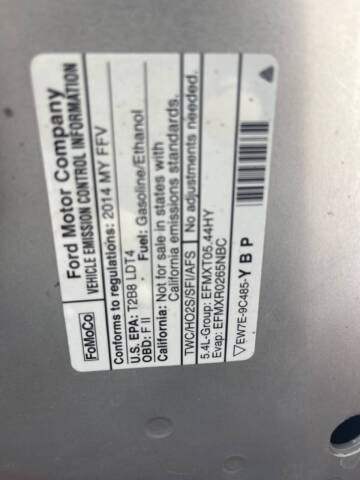 FoMoCo
Ford Motor Company
VEHICLE EMISSION CONTROL INFORMATION
Conforms to regulations: 2014 MY FFV
U.S. EPA: T2B8 LDT4
OBD: F II Fuel: Gasoline/Ethanol
California: Not for sale in states with
California emissions standards.
TWC/HO2S/SFI/AFS No adjustments needed.
5.4L-Group: EFMXT05.44HY
Evap: EFMXR0265NBC
EW7E-9C485-YBP